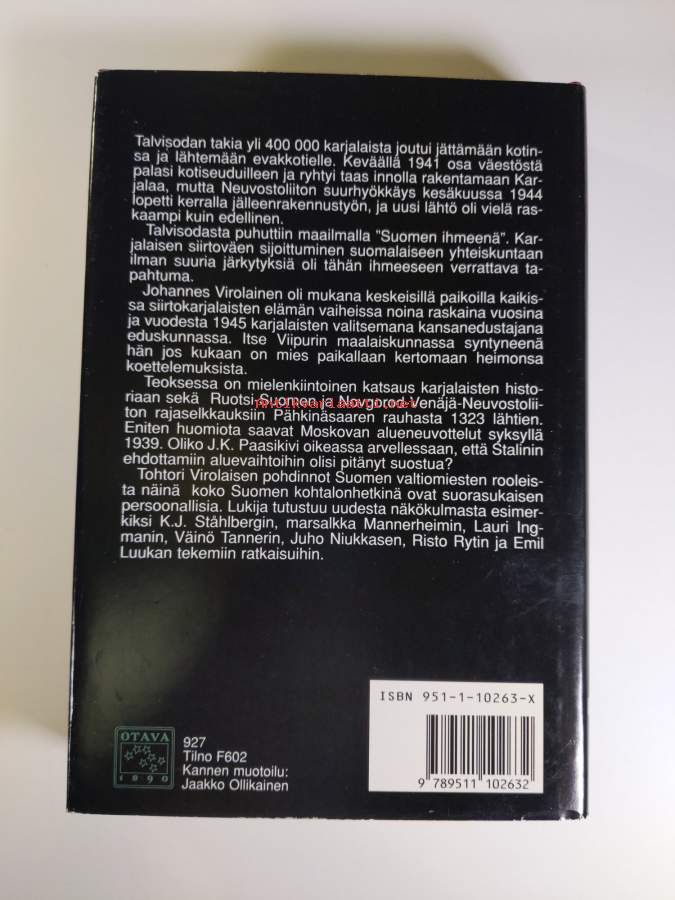 Talvisodan takia yli 400 000 karjalaista joutui jättämään kotin-
sa ja lähtemään evakkotielle. Keväällä 1941 osa väestöstä
palasi kotiseuduilleen ja ryhtyi taas innolla rakentamaan Kar-
jalaa, mutta Neuvostoliiton suurhyökkäys kesäkuussa 1944
lopetti kerralla jälleenrakennustyön, ja uusi lähtö oli vielä ras-
kaampi kuin edellinen.
Talvisodasta puhuttiin maailmalla "Suomen ihmeenä". Kar-
jalaisen siirtoväen sijoittuminen suomalaiseen yhteiskuntaan
ilman suuria järkytyksiä oli tähän ihmeeseen verrattava ta-
pahtuma.
Johannes Virolainen oli mukana keskeisillä paikoilla kaikis-
sa siirtokarjalaisten elämän vaiheissa noina raskaina vuosina
ja vuodesta 1945 karjalaisten valitsemana kansanedustajana
eduskunnassa. Itse Viipurin maalaiskunnassa syntyneenä
hän jos kukaan on mies paikallaan kertomaan heimonsa
koettelemuksista.
Teoksessa on mielenkiintoinen katsaus karjalaisten histo-
riaan sekä Ruotsi-Suomen ja Novgorod-Venäjä-Neuvostolii-
antikvariaatti.net
ton rajaselkkauksiin Pähkinäsaaren rauhasta 1323 lähtien.
Eniten huomiota saavat Moskovan alueneuvottelut syksyllä
1939. Oliko J.K. Paasikivi oikeassa arvellessaan, että Stalinin
ehdottamiin aluevaihtoihin olisi pitänyt suostua?
Tohtori Virolaisen pohdinnot Suomen valtiomiesten rooleis-
ta näinä koko Suomen kohtalonhetkinä ovat suorasukaisen
persoonallisia. Lukija tutustuu uudesta näkökulmasta esimer-
kiksi K.J. Ståhlbergin, marsalkka Mannerheimin, Lauri Ing-
manin, Väinö Tannerin, Juho Niukkasen, Risto Rytin ja Emil
Luukan tekemiin ratkaisuihin.
ISBN 951-1-10263-X
9 789511 102632
OTAVA
1890
927
Tilno F602
Kannen muotoilu:
Jaakko Ollikainen